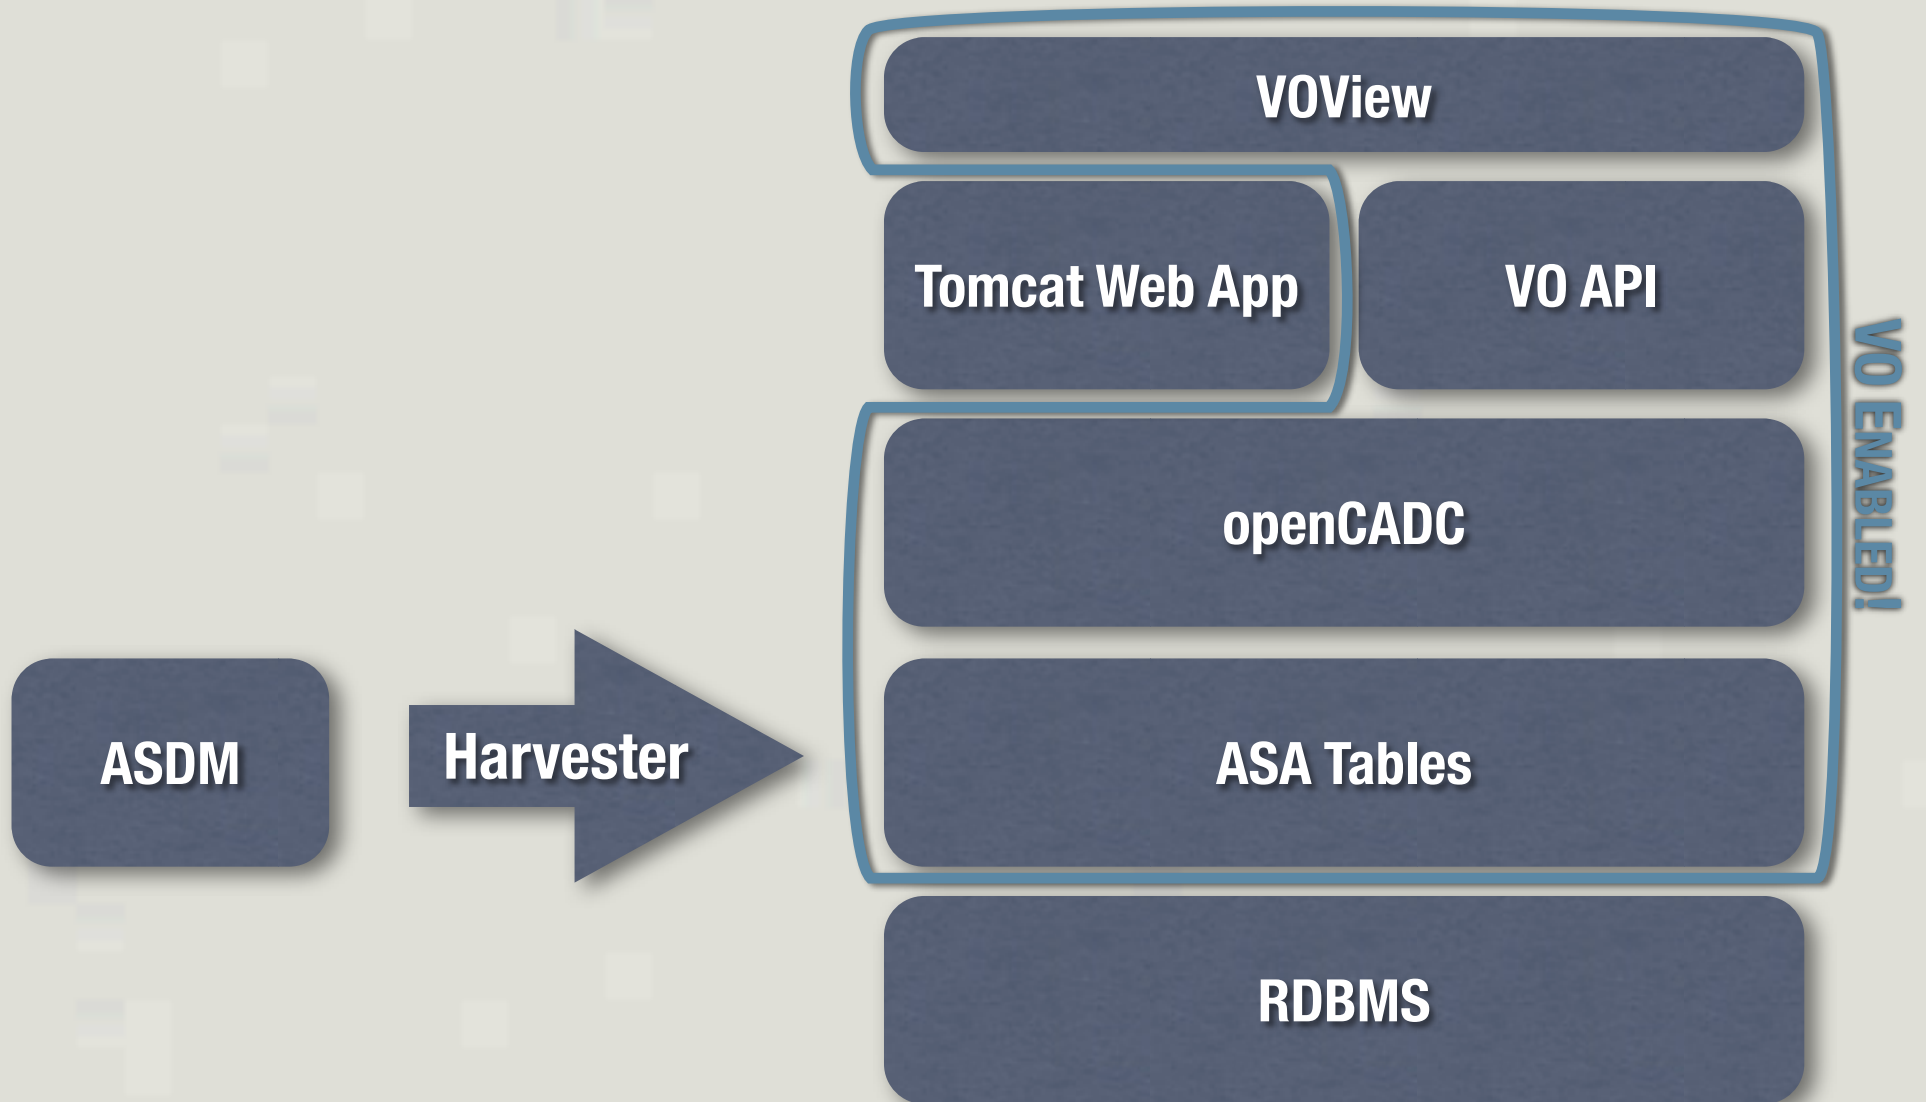 VOView
Tomcat Web App
VO API
VO ENABLED!
openCADC
ASDM
Harvester
ASA Tables
RDBMS